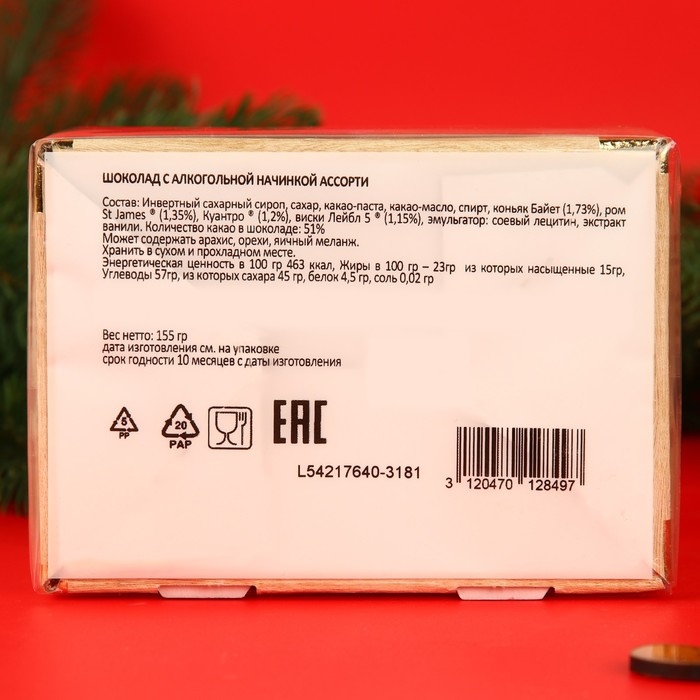 ШОКОЛАД С АЛКОГОЛЬНОЙ НАЧИНКОЙ АССОРТИ
Состав: Инвертный сахарный сироп, сахар, какао-паста, какао-масло, спирт, коньяк Байет (1,73%), ром
St James ® (1,35%), Куантро ® (1,2%), виски Лейбл 5 ® (1,15%), эмульгатор: соевый лецитин, экстракт
ванили. Количество какао в шоколаде: 51%
Может содержать арахис, орехи, яичный меланж.
Хранить в сухом и прохладном месте.
Энергетическая ценность в 100 гр 463 ккал, Жиры в 100 гр – 23гр из которых насыщенные 15гр,
Углеводы 57гр, из которых сахара 45 гр, белок 4,5 гр, соль 0,02 гр
Вес нетто: 155 гр
дата изготовления см. на упаковке
срок годности 10 месяцев с даты изготовления
5
PP
20
PAP
EAC
L54217640-3181
3 120470 128497